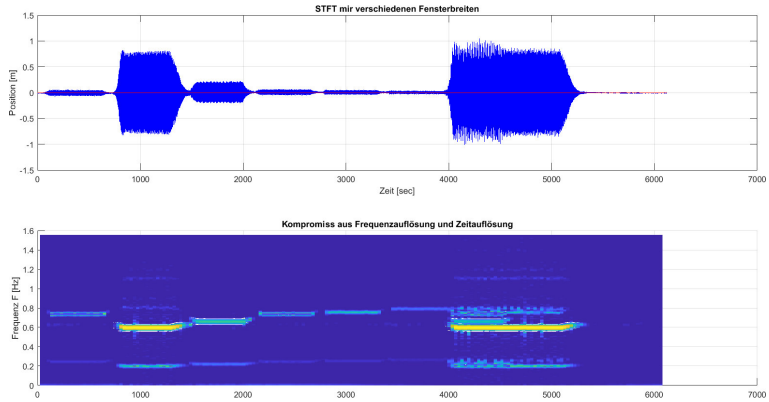 STFT mir verschiedenen Fensterbreiten
1.5
1
0.5
0
-0.5
-1
-1.5
Position [m]
0 1000 2000 3000 4000 5000 6000 7000
Zeit [sec]
Kompromiss aus Frequenzauflösung und Zeitauflösung
1.6
1.4
1.2
1
0.8
0.6
0.4
0.2
0
Frequenz F [Hz]
0 1000 2000 3000 4000 5000 6000 7000